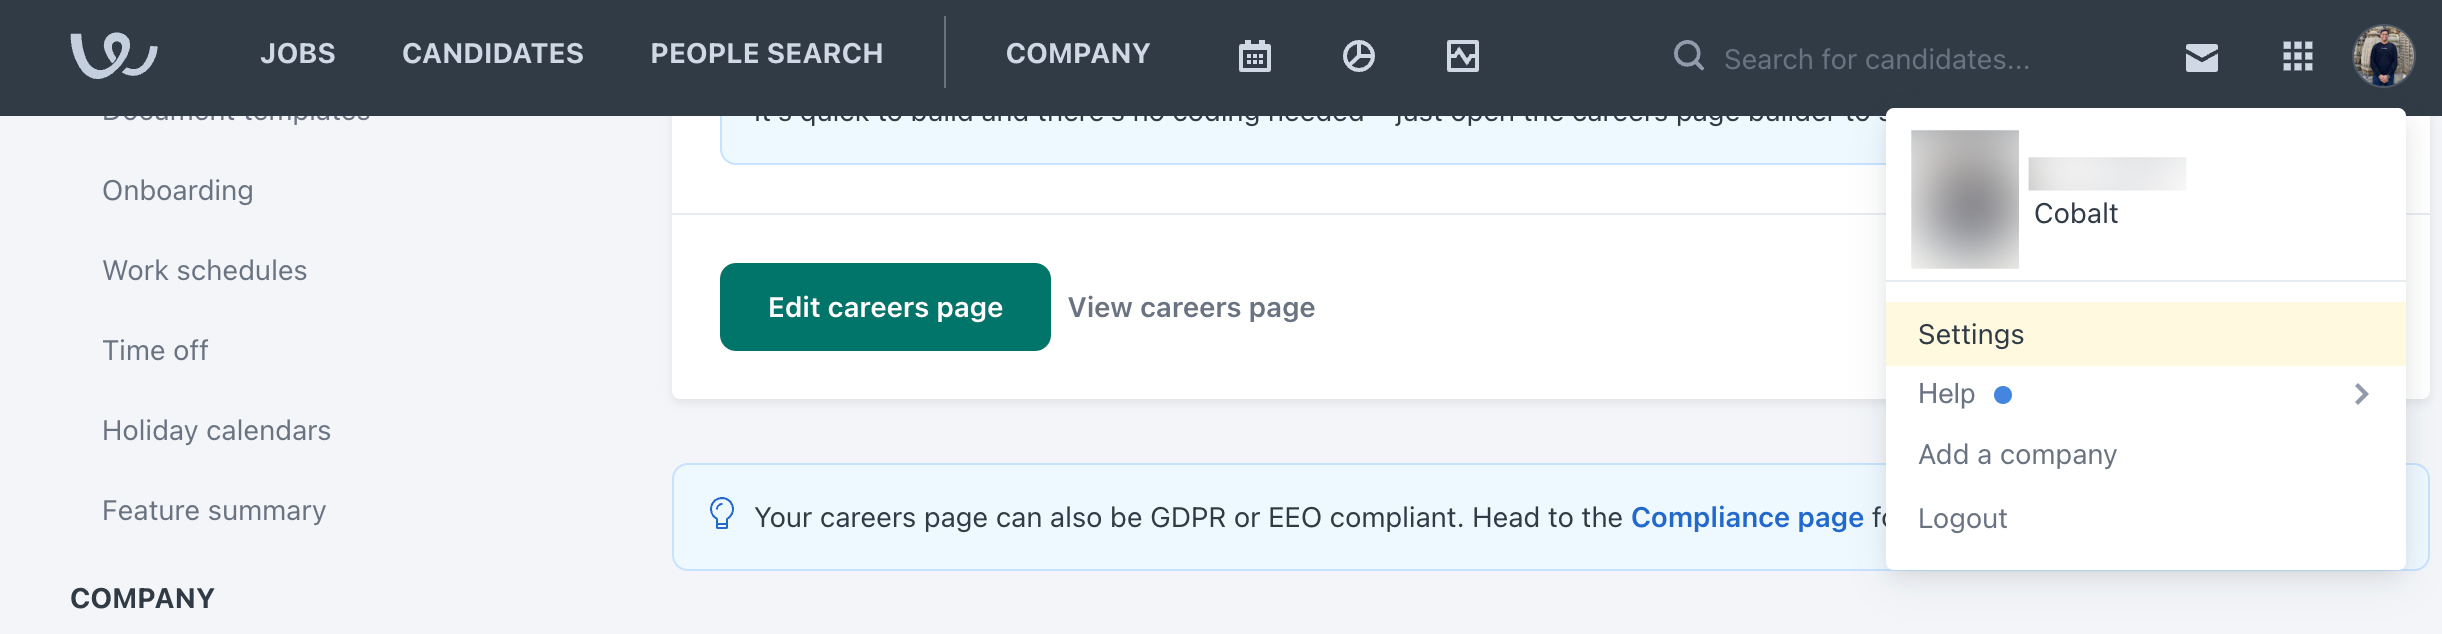 JOBS CANDIDATES PEOPLE SEARCH COMPANY Search for candidates...
Document templates
Onboarding
Work schedules
Time off
Holiday calendars
Feature summary
COMPANY
It's quick to build and there's no coding needed – just open the careers page builder to
Edit careers page View careers page
Your careers page can also be GDPR or EEO compliant. Head to the Compliance page
Cobalt
Settings
Help
Add a company
Logout